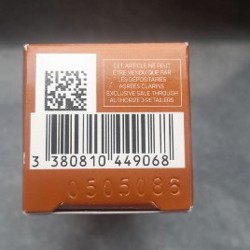 CET ARTICLE NE PEUT
ÊTRE VENDU QUE PAR
LES DÉPOSITAIRES
AGRÉÉS CLARINS
EXCLUSIVE SALE THROUGH
AUTHORIZED RETAILERS
3 380810 449068
0505086